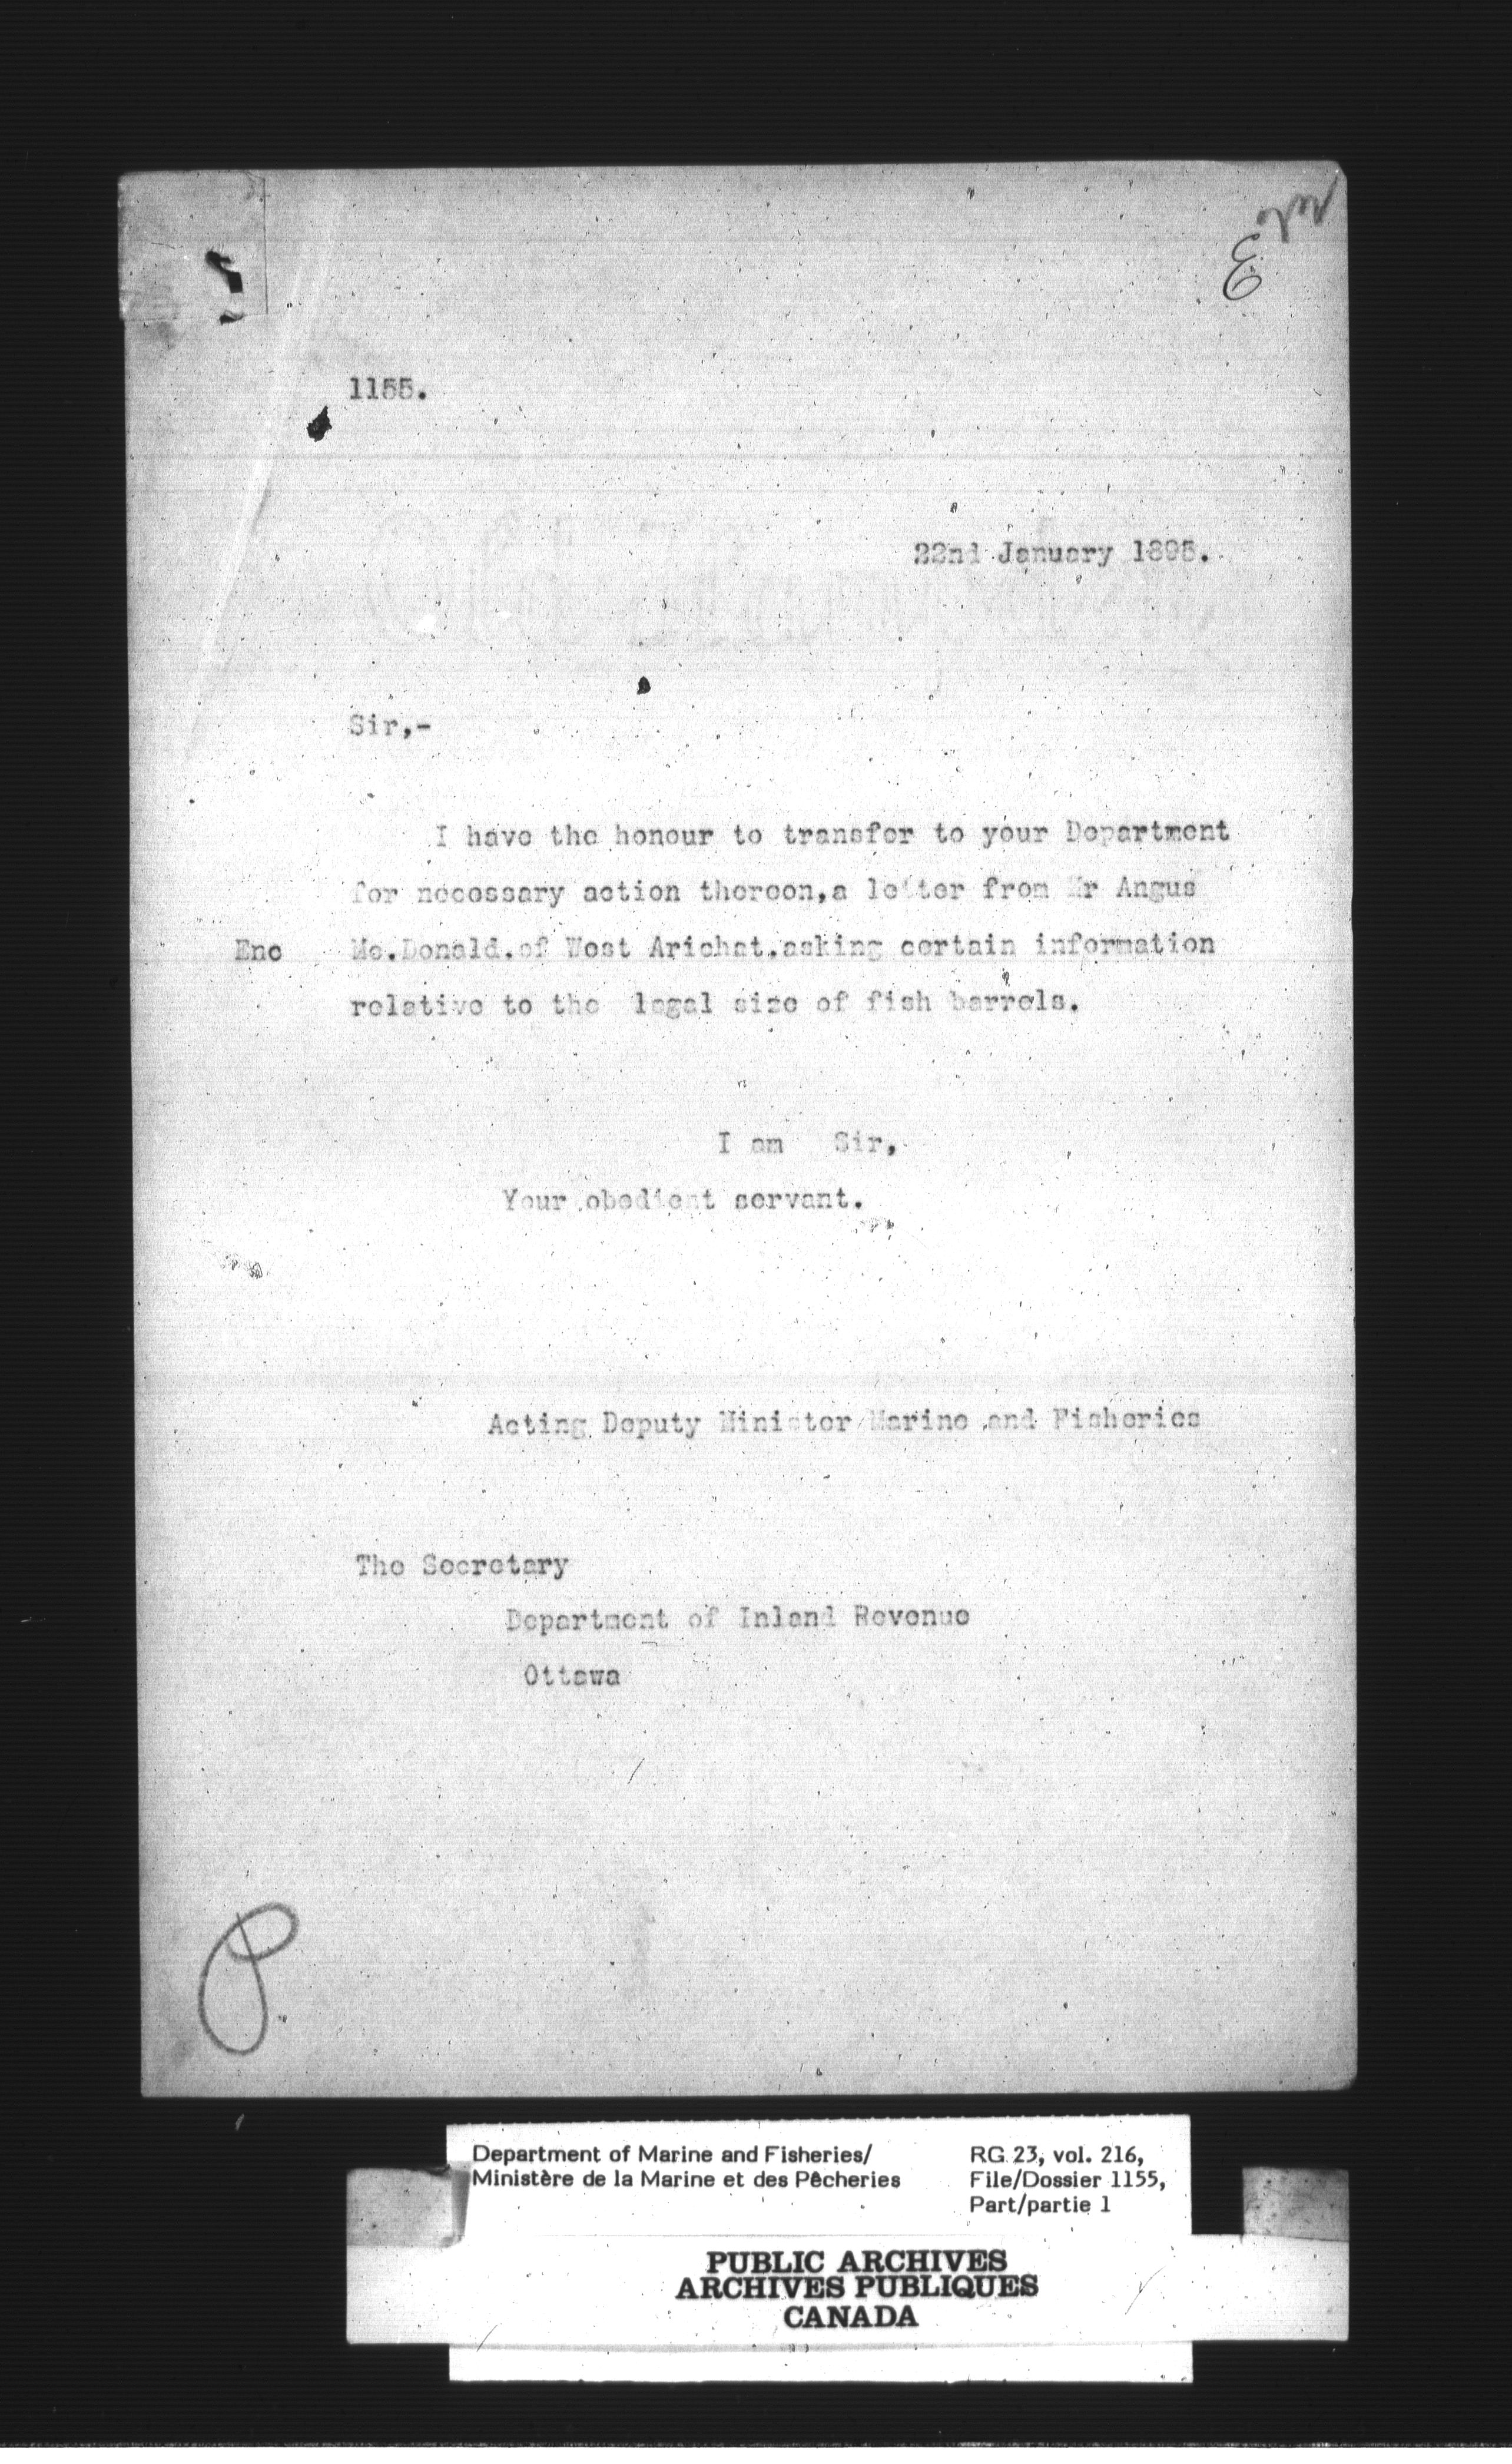 E
1155.
22nd January 1895.
Sir,-
I have the honour to transfer to your Department
for necessary action thereon,a letter from Mr Angus
Enc Mc.Donald.of West Arichat.asking certain information
relative to the legal size of fish barrels.
I am Sir,
Your obedient servant.
Acting Deputy Minister Marine and Fisheries
The Secretary
Department of Inland Revenue
Ottawa
P
Department of Marine and Fisheries/
Ministère de la Marine et des Pêcheries
RG 23, vol. 216,
File/Dossier 1155,
Part/partie 1
PUBLIC ARCHIVES
ARCHIVES PUBLIQUES
CANADA